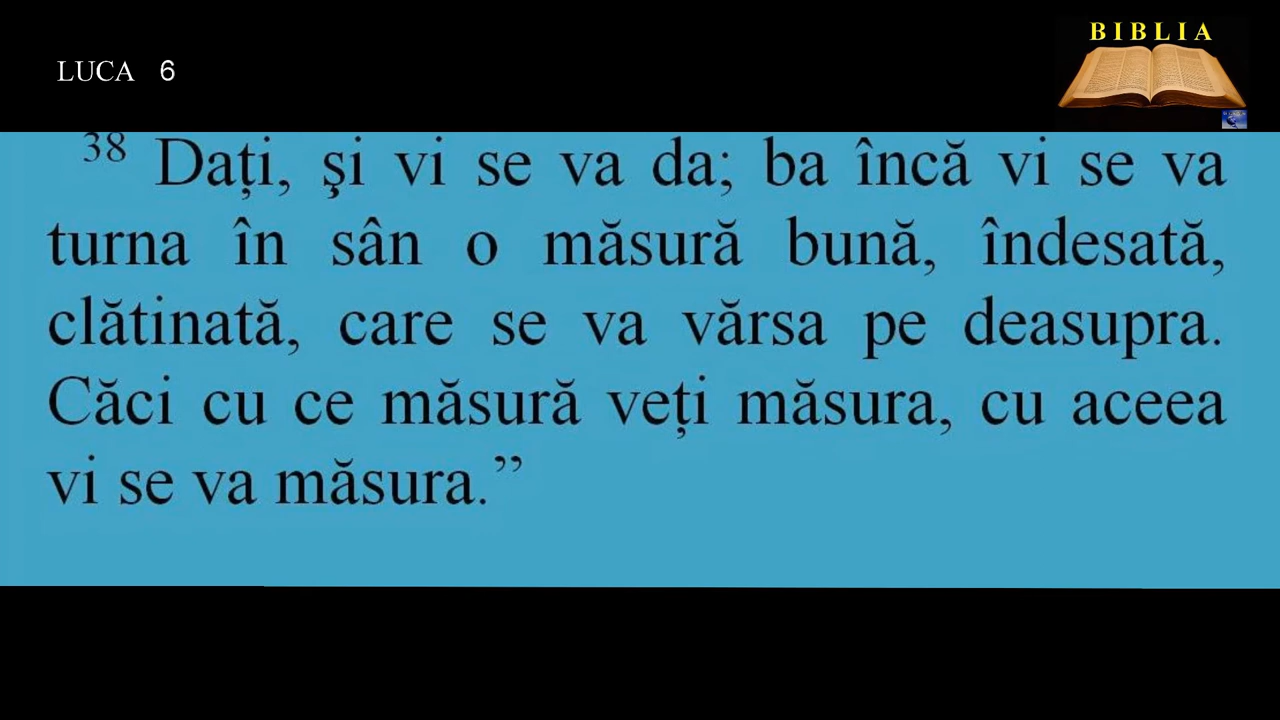 BIBLIA
LUCA 6
38 Daţi, şi vi se va da; ba încă vi se va
turna în sân o măsură bună, îndesată,
clătinată, care se va vărsa pe deasupra.
Căci cu ce măsură veţi măsura, cu aceea
vi se va măsura.”